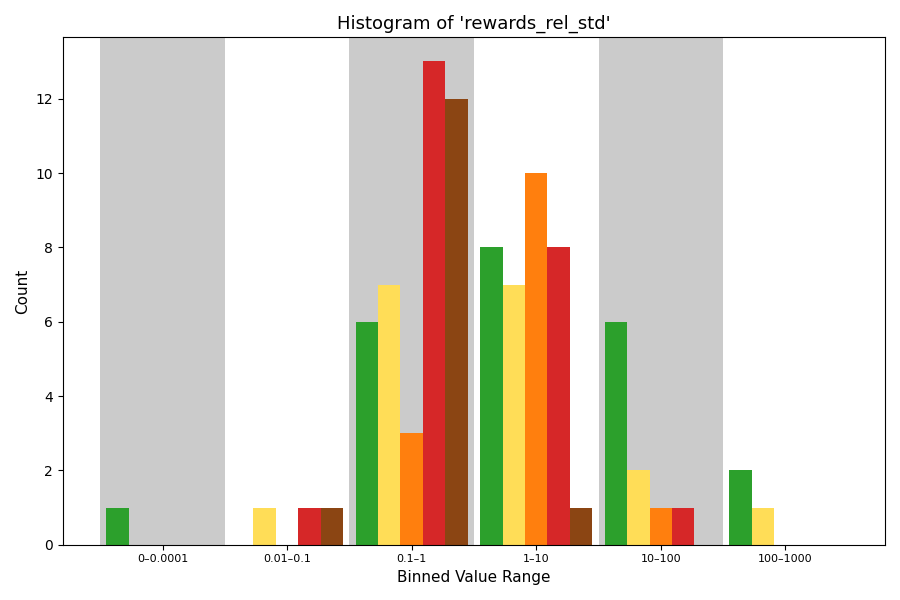 Histogram of 'rewards_rel_std'
Count
12
10
8
6
4
2
0
0–0.0001 0.01–0.1 0.1–1 1–10 10–100 100–1000
Binned Value Range